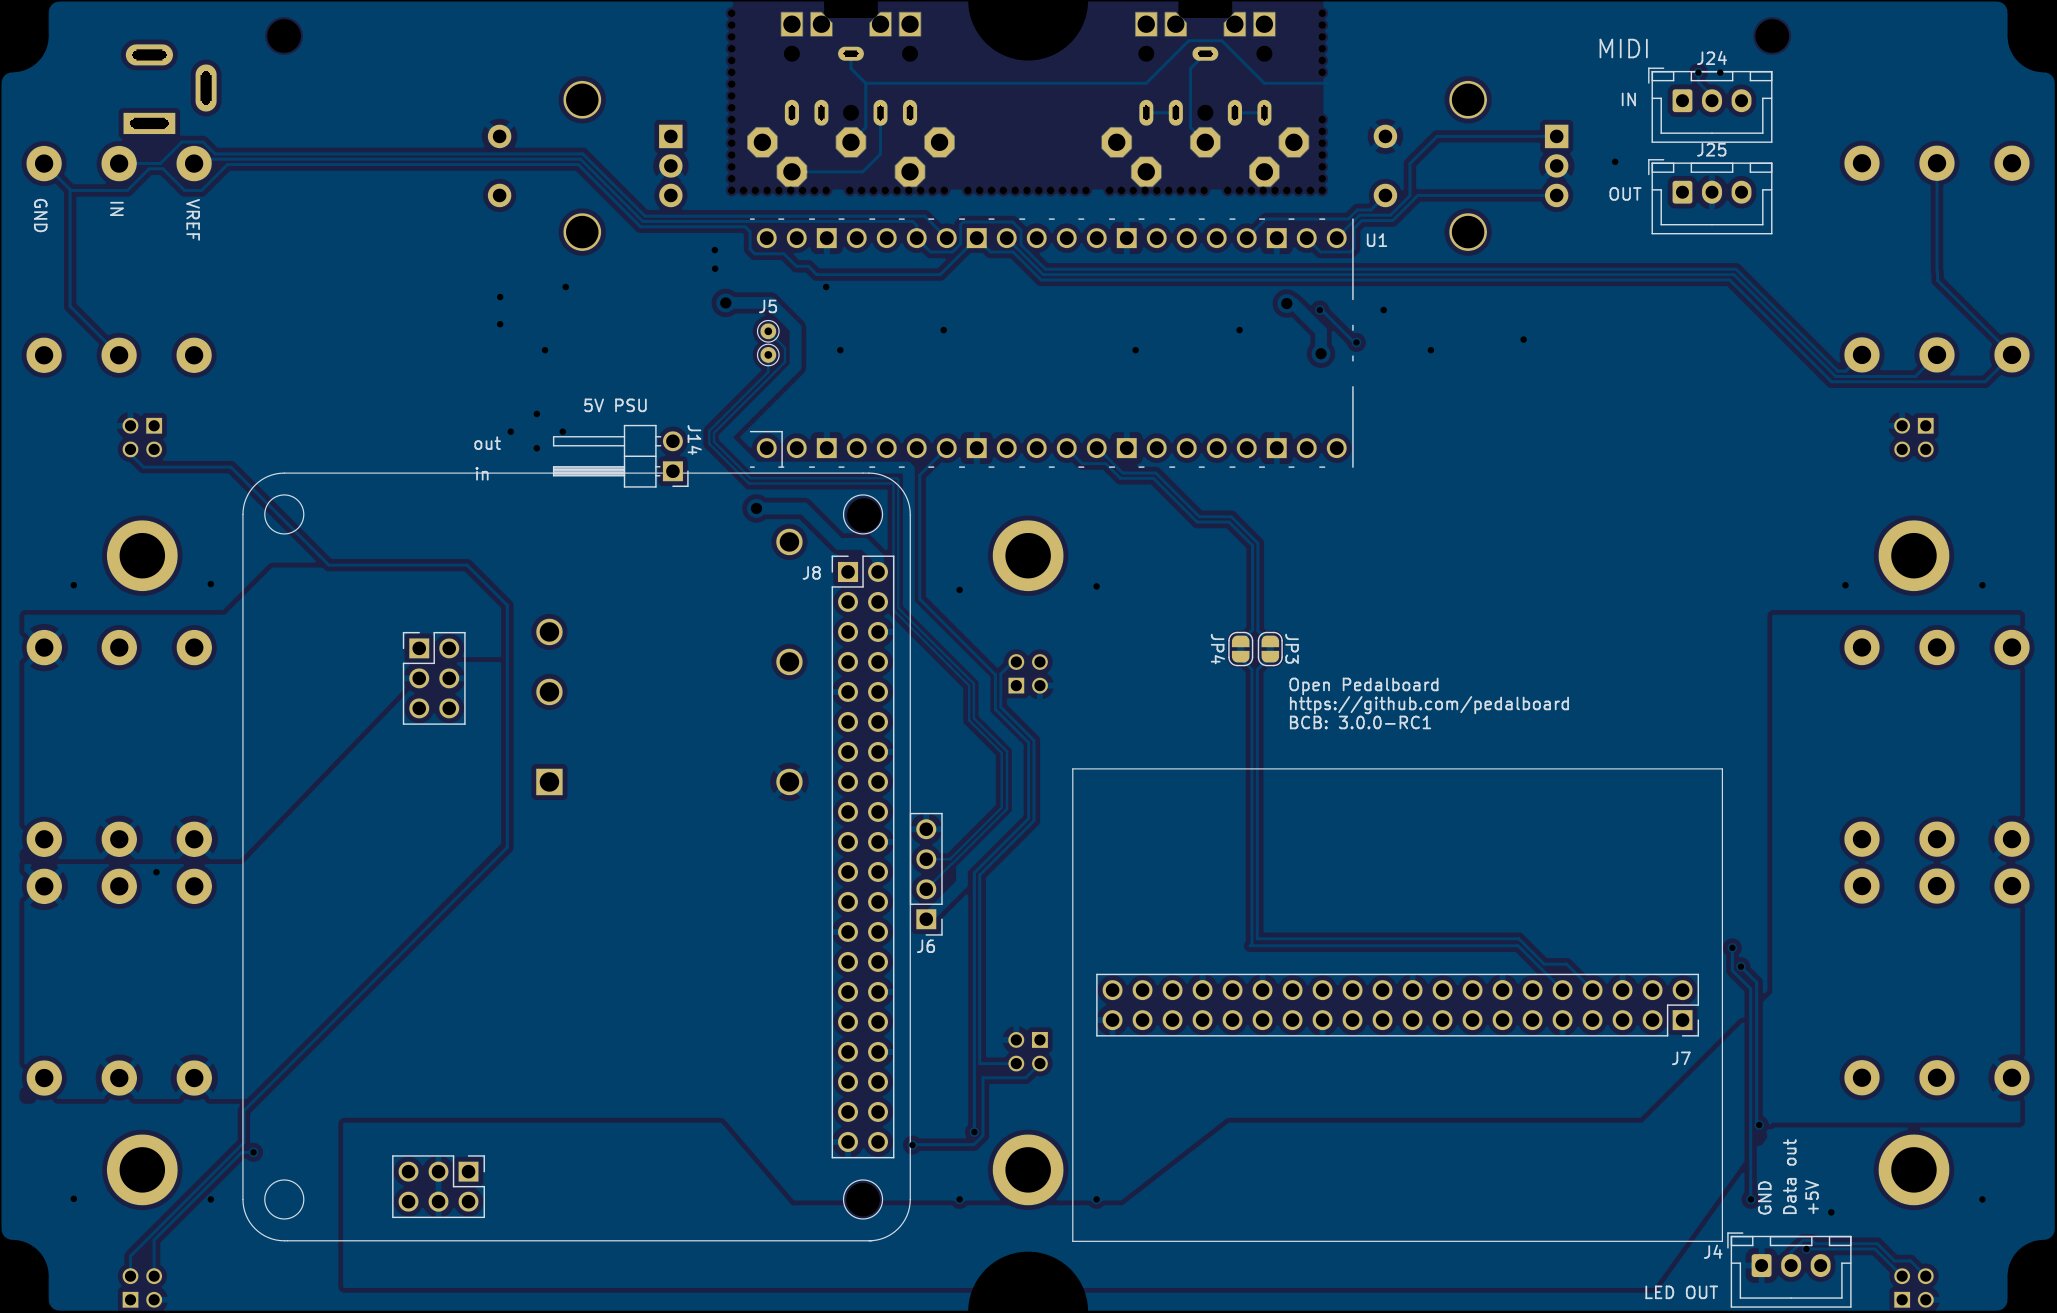 MIDI
J24
IN
J25
OUT
GND
IN
VREF
U1
J5
5V PSU
out
in
J14
J8
JP4
JP3
Open Pedalboard
https://github.com/pedalboard
BCB: 3.0.0-RC1
J6
J7
GND
Data out
+5V
J4
LED OUT